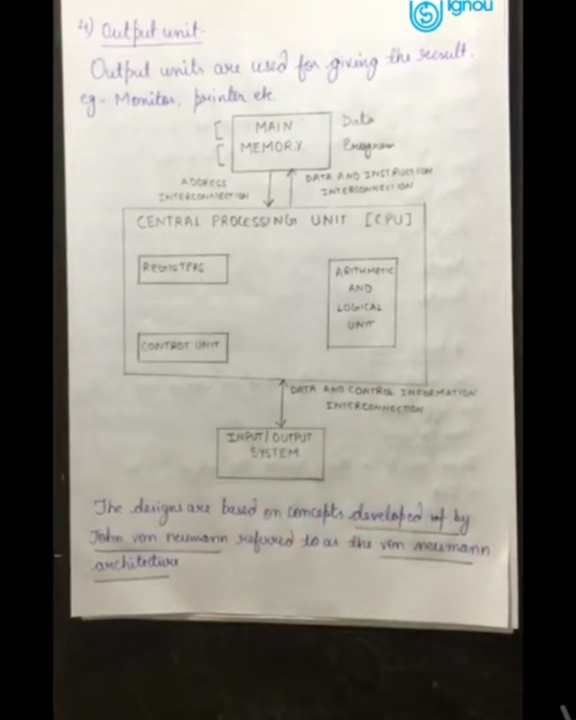 Ignou
4) Output unit.
Output units are used for giving the result.
eg - Monitor, printer etc.
MAIN
MEMORY
Data
Program
ADDRESS
INTERCONNECTION
DATA AND INSTRUCTION
INTERCONNECTION
CENTRAL PROCESSING UNIT [CPU]
REGISTERS
ARITHMETIC
AND
LOGICAL
UNIT
CONTROL UNIT
DATA AND CONTROL INFORMATION
INTERCONNECTION
INPUT/OUTPUT
SYSTEM
The designs are based on concepts developed by
John von neumann referred to as the von neumann
architecture